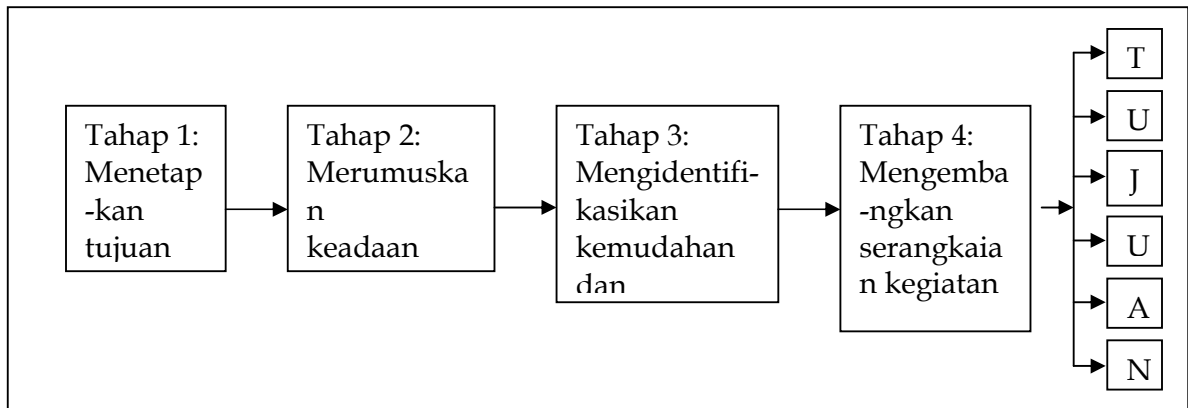 Tahap 1:
Menetap
-kan
tujuan
Tahap 2:
Merumuska
n
keadaan
Tahap 3:
Mengidentifi-
kasikan
kemudahan
dan
Tahap 4:
Mengemba
-ngkan
serangkaia
n kegiatan
T
U
J
U
A
N